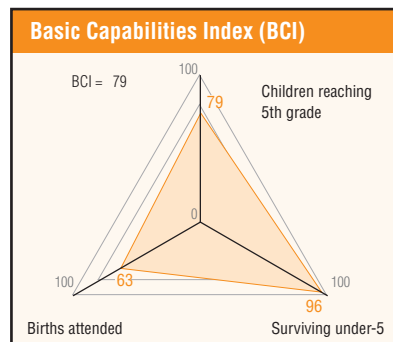 Basic Capabilities Index (BCI)
100
BCI = 79
Children reaching
5th grade
79
0
100
63
100
96
Births attended
Surviving under-5